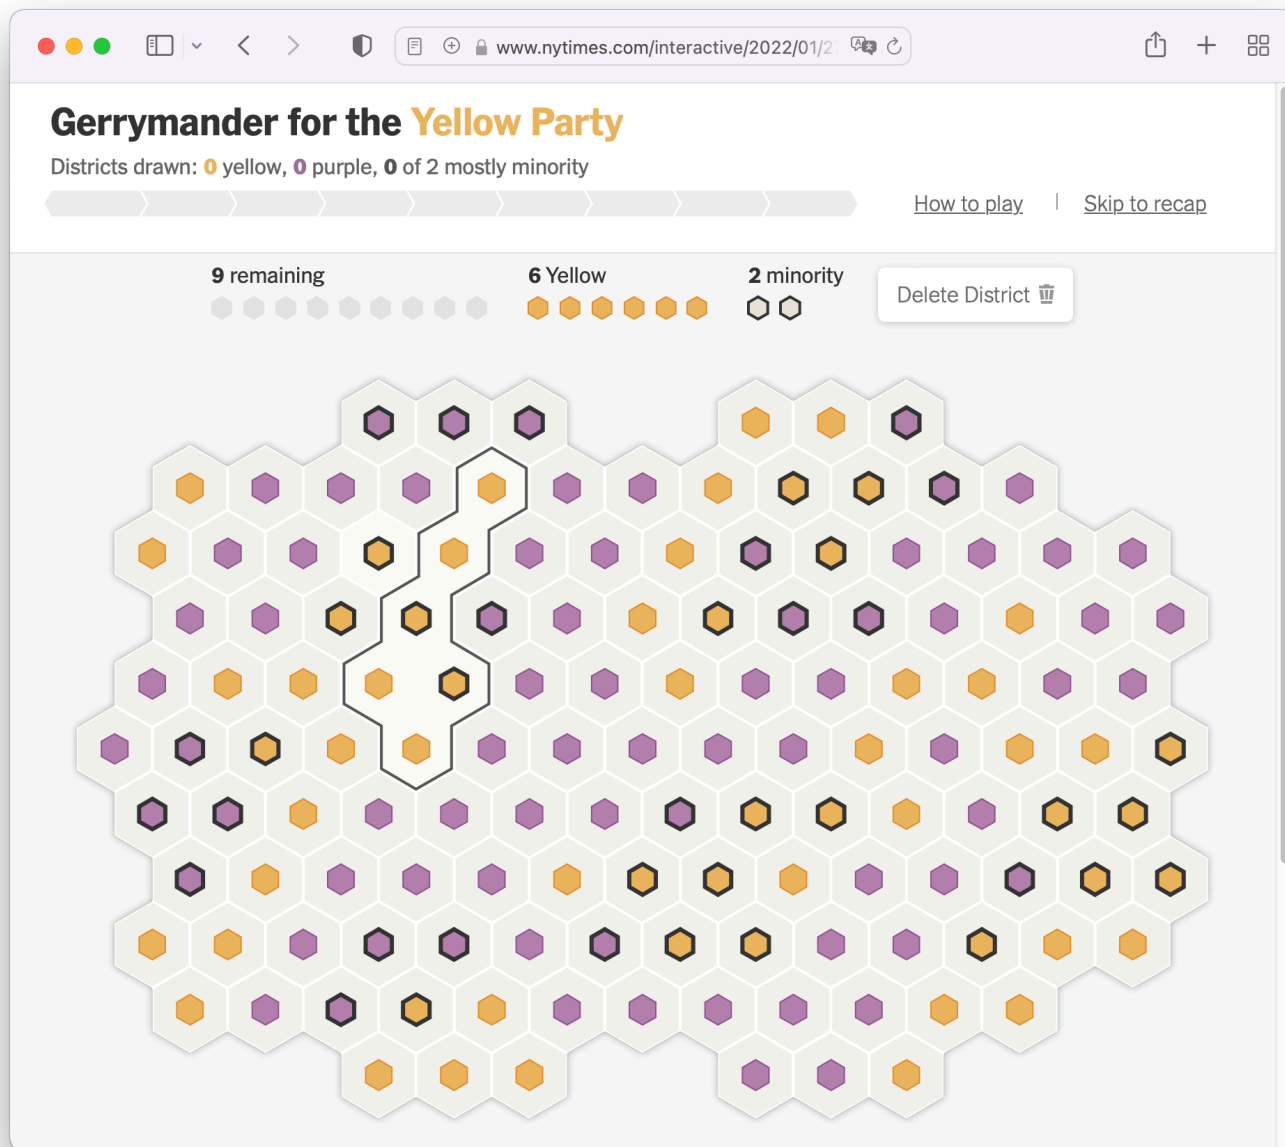 www.nytimes.com/interactive/2022/01/2
Gerrymander for the Yellow Party
Districts drawn: 0 yellow, 0 purple, 0 of 2 mostly minority
How to play
Skip to recap
9 remaining
6 Yellow
2 minority
Delete District